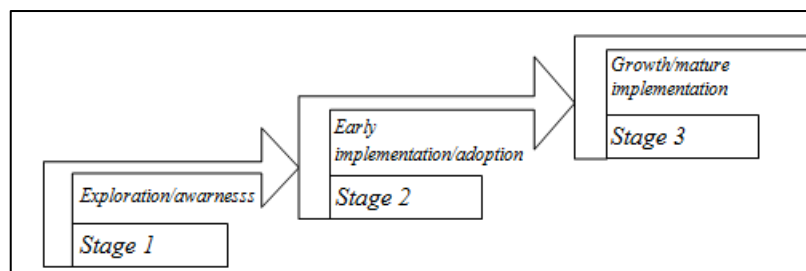 Growth/mature
implementation
Stage 3
Early
implementation/adoption
Stage 2
Exploration/awarnesss
Stage 1